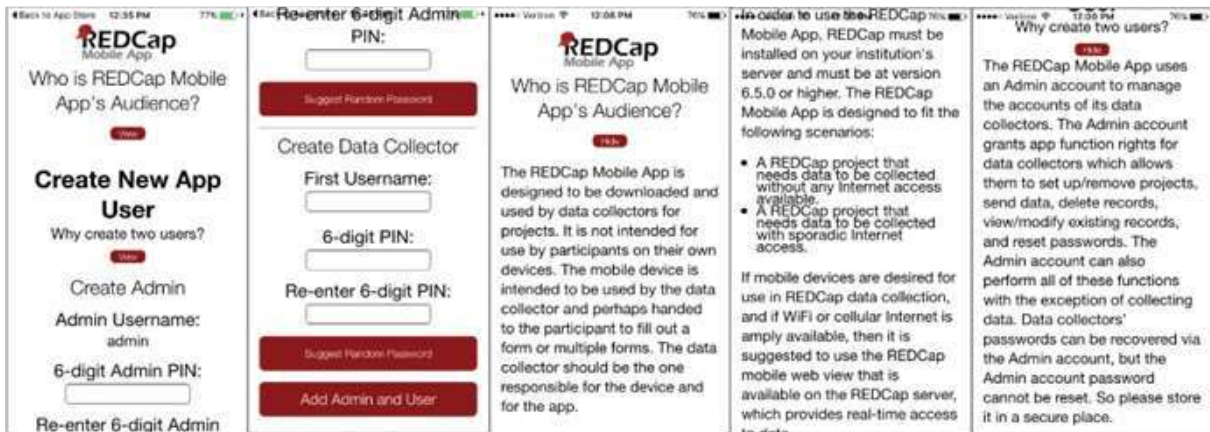 Back to App Store 12:35 PM 77%
REDCap
Mobile App
Who is REDCap Mobile
App's Audience?
View
Create New App
User
Why create two users?
View
Create Admin
Admin Username:
admin
6-digit Admin PIN:
Re-enter 6-digit Admin
Re-enter 6-digit Admin
PIN:
Suggest Random Password
Create Data Collector
First Username:
6-digit PIN:
Re-enter 6-digit PIN:
Suggest Random Password
Add Admin and User
Verizon 12:08 PM 76%
REDCap
Mobile App
Who is REDCap Mobile
App's Audience?
Hide
The REDCap Mobile App is
designed to be downloaded and
used by data collectors for
projects. It is not intended for
use by participants on their own
devices. The mobile device is
intended to be used by the data
collector and perhaps handed
to the participant to fill out a
form or multiple forms. The data
collector should be the one
responsible for the device and
for the app.
In order to use the REDCap
Mobile App, REDCap must be
installed on your institution's
server and must be at version
6.5.0 or higher. The REDCap
Mobile App is designed to fit the
following scenarios:
• A REDCap project that
needs data to be collected
without any Internet access
available.
• A REDCap project that
needs data to be collected
with sporadic Internet
access.
If mobile devices are desired for
use in REDCap data collection,
and if WiFi or cellular Internet is
amply available, then it is
suggested to use the REDCap
mobile web view that is
available on the REDCap server,
which provides real-time access
to data
Verizon 12:09 PM 76%
Why create two users?
Hide
The REDCap Mobile App uses
an Admin account to manage
the accounts of its data
collectors. The Admin account
grants app function rights for
data collectors which allows
them to set up/remove projects,
send data, delete records,
view/modify existing records,
and reset passwords. The
Admin account can also
perform all of these functions
with the exception of collecting
data. Data collectors'
passwords can be recovered via
the Admin account, but the
Admin account password
cannot be reset. So please store
it in a secure place.